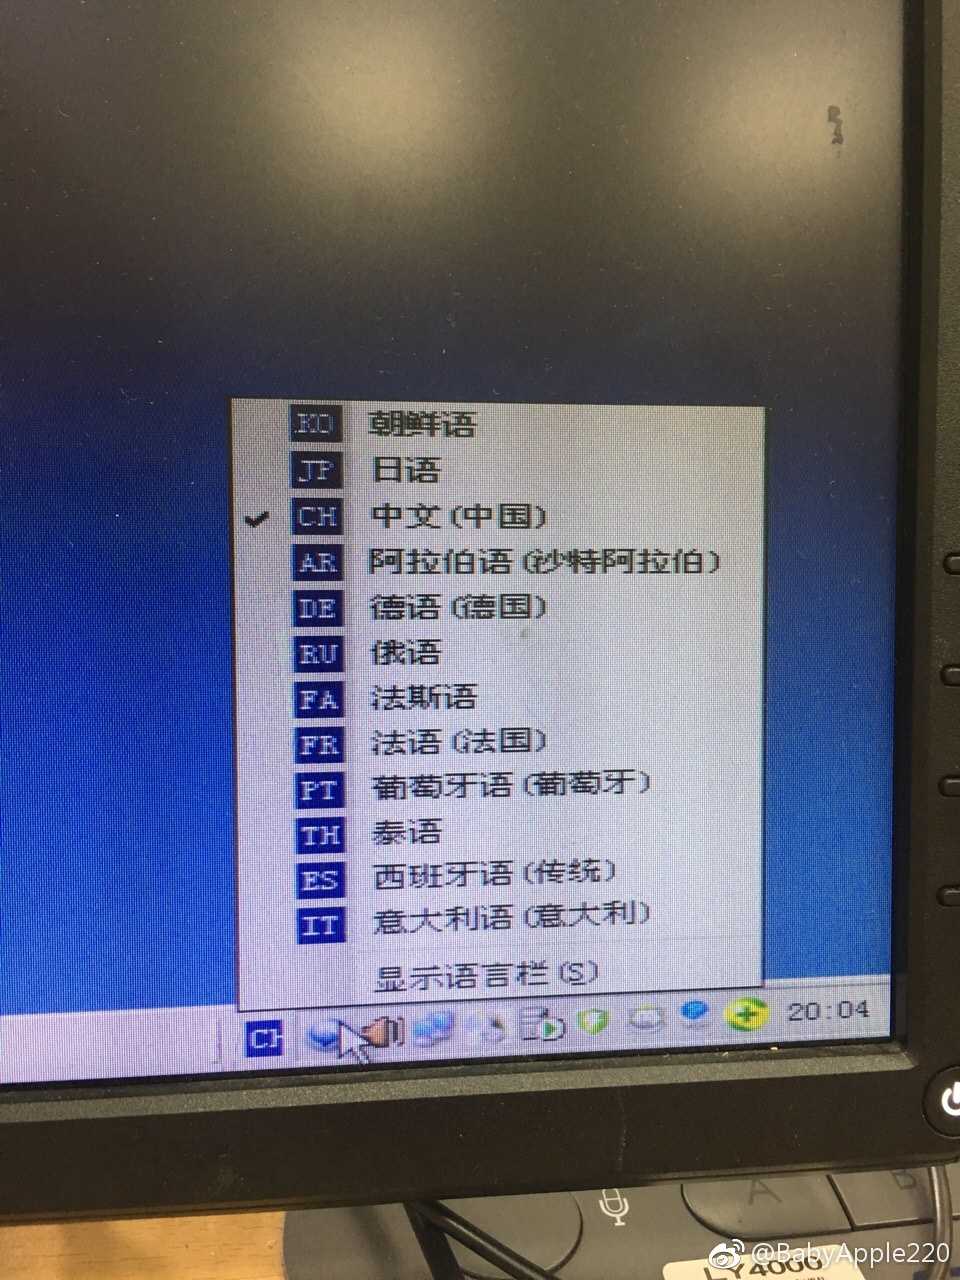 KO 朝鲜语
JP 日语
CH 中文(中国)
AR 阿拉伯语(沙特阿拉伯)
DE 德语(德国)
RU 俄语
FA 法斯语
FR 法语(法国)
PT 葡萄牙语(葡萄牙)
TH 泰语
ES 西班牙语(传统)
IT 意大利语(意大利)
显示语言栏(S)
CH 20:04
A B
LY4000
@BabyApple220